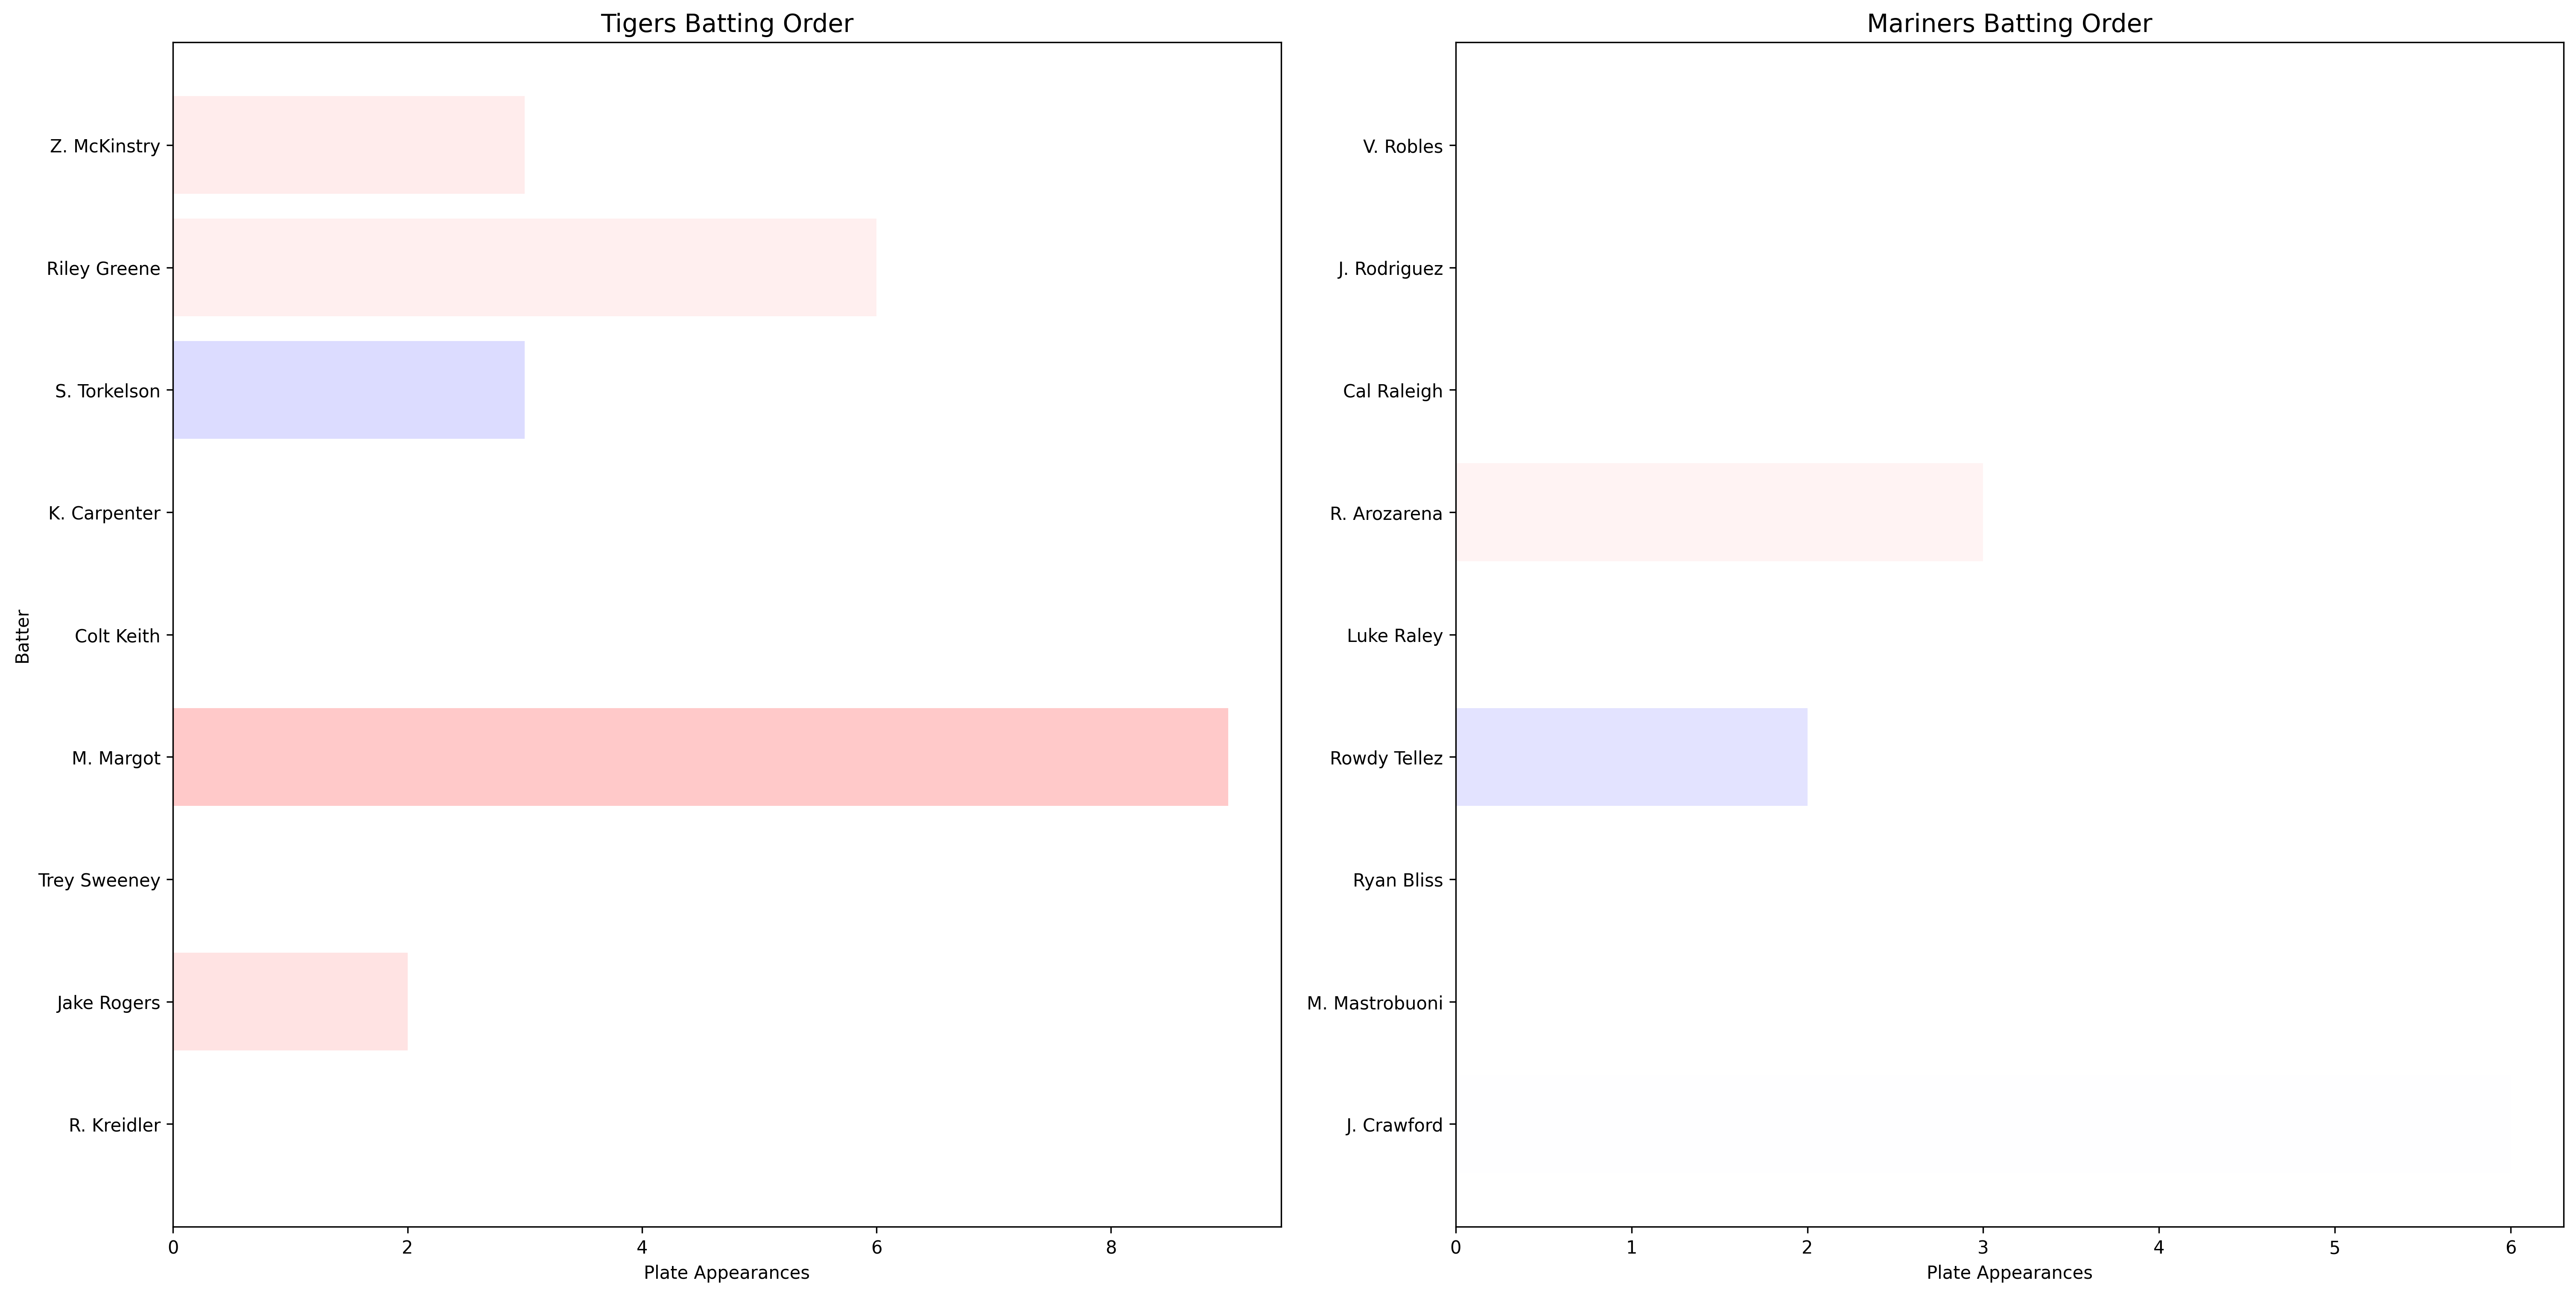 Tigers Batting Order
Z. McKinstry
Riley Greene
S. Torkelson
K. Carpenter
Colt Keith
M. Margot
Trey Sweeney
Jake Rogers
R. Kreidler
Batter
0 2 4 6 8
Plate Appearances
Mariners Batting Order
V. Robles
J. Rodriguez
Cal Raleigh
R. Arozarena
Luke Raley
Rowdy Tellez
Ryan Bliss
M. Mastrobuoni
J. Crawford
0 1 2 3 4 5 6
Plate Appearances